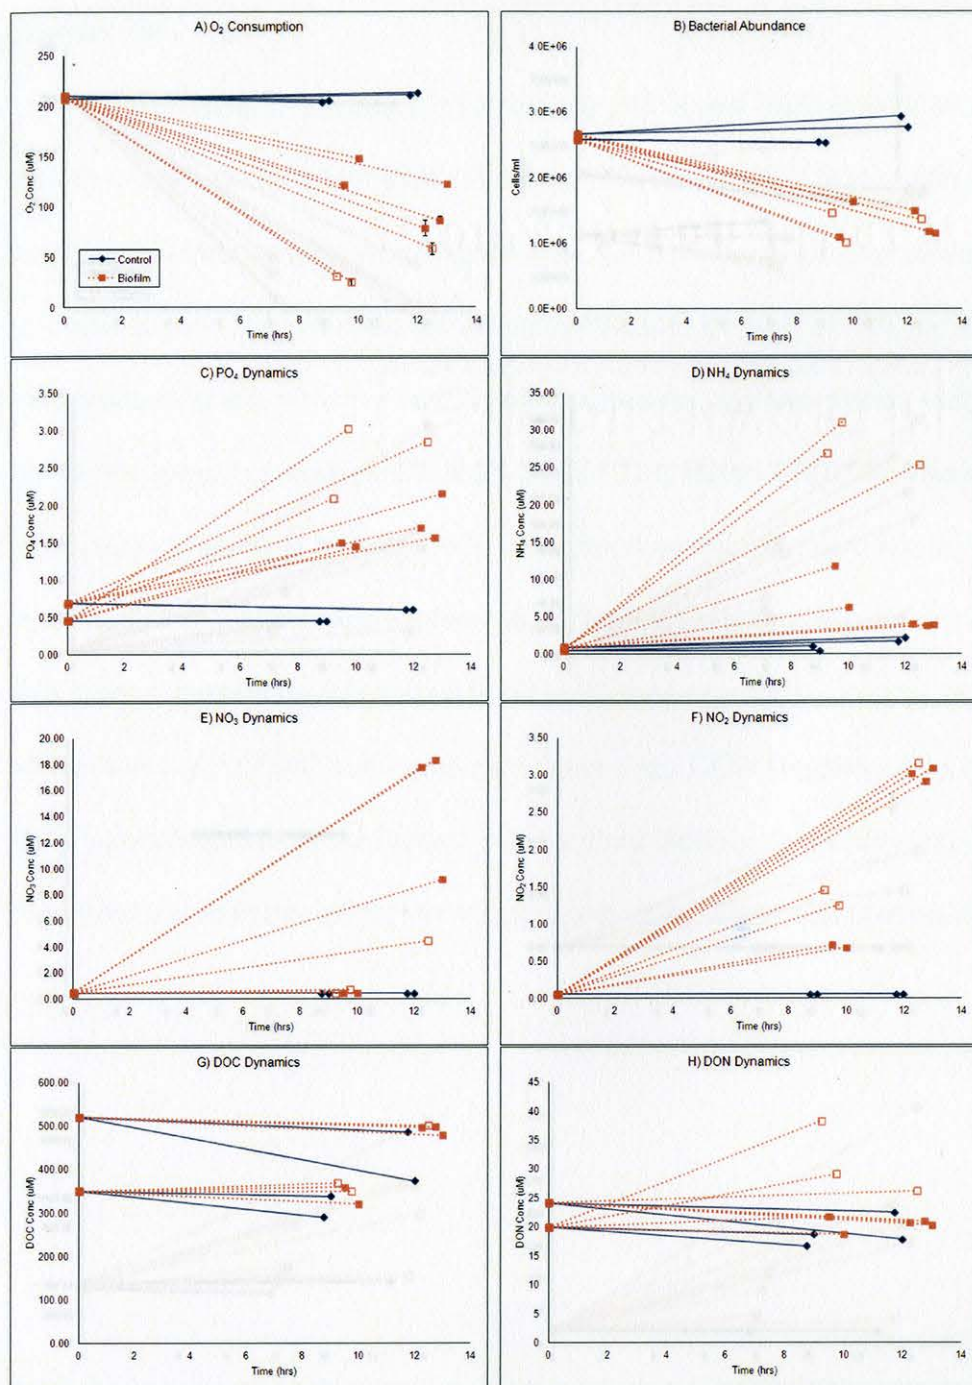 A) O₂ Consumption
250
200
150
100
50
0
O₂ Conc (uM)
Control
Biofilm
0 2 4 6 8 10 12 14
Time (hrs)
B) Bacterial Abundance
4.0E+06
3.0E+06
2.0E+06
1.0E+06
0.0E+00
Cells/ml
0 2 4 6 8 10 12 14
Time (hrs)
C) PO₄ Dynamics
3.50
3.00
2.50
2.00
1.50
1.00
0.50
0.00
PO₄ Conc (uM)
0 2 4 6 8 10 12 14
Time (hrs)
D) NH₄ Dynamics
35.00
30.00
25.00
20.00
15.00
10.00
5.00
0.00
NH₄ Conc (uM)
0 2 4 6 8 10 12 14
Time (hrs)
E) NO₃ Dynamics
20.00
18.00
16.00
14.00
12.00
10.00
8.00
6.00
4.00
2.00
0.00
NO₃ Conc (uM)
0 2 4 6 8 10 12 14
Time (hrs)
F) NO₂ Dynamics
3.50
3.00
2.50
2.00
1.50
1.00
0.50
0.00
NO₂ Conc (uM)
0 2 4 6 8 10 12 14
Time (hrs)
G) DOC Dynamics
600.00
500.00
400.00
300.00
200.00
100.00
0.00
DOC Conc (uM)
0 2 4 6 8 10 12 14
Time (hrs)
H) DON Dynamics
45
40
35
30
25
20
15
10
5
0
DON Conc (uM)
0 2 4 6 8 10 12 14
Time (hrs)